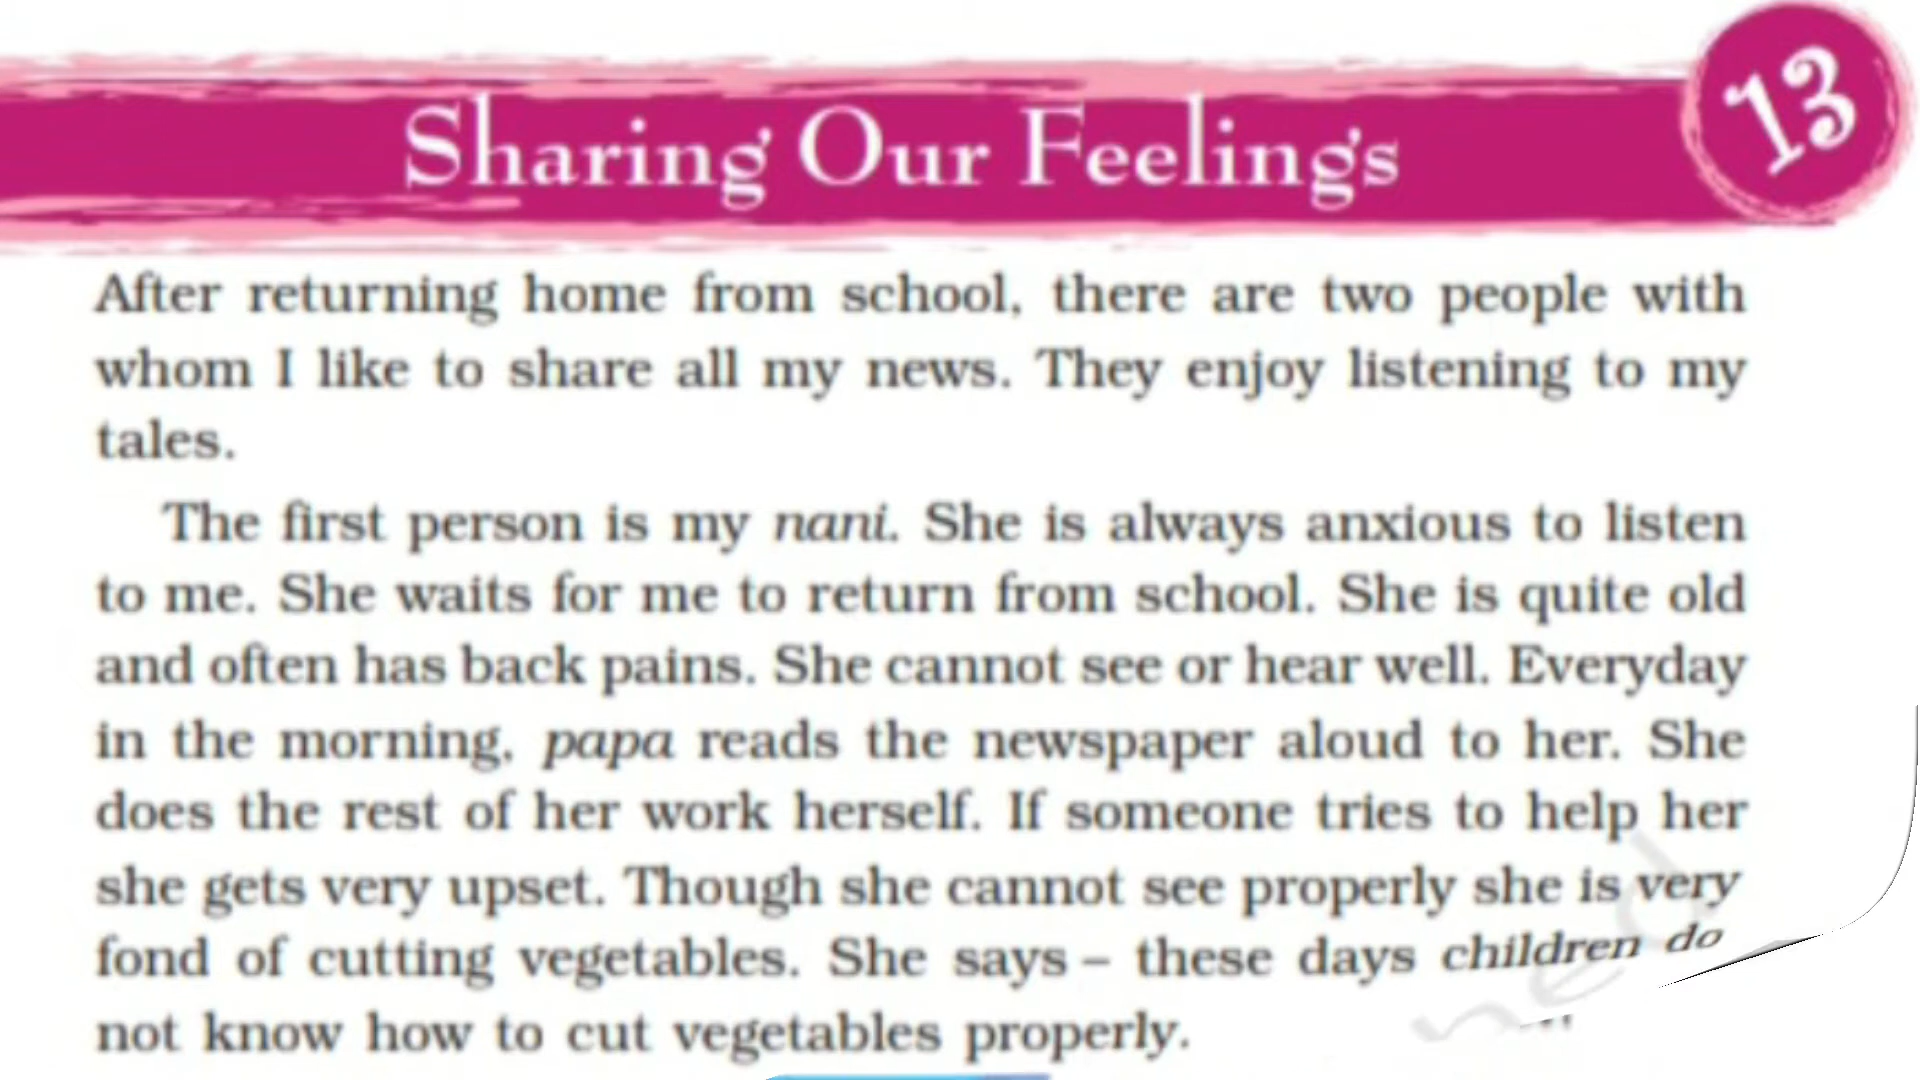 Sharing Our Feelings
13
After returning home from school, there are two people with
whom I like to share all my news. They enjoy listening to my
tales.
The first person is my nani. She is always anxious to listen
to me. She waits for me to return from school. She is quite old
and often has back pains. She cannot see or hear well. Everyday
in the morning, papa reads the newspaper aloud to her. She
does the rest of her work herself. If someone tries to help her
she gets very upset. Though she cannot see properly she is very
fond of cutting vegetables. She says – these days children do
not know how to cut vegetables properly.